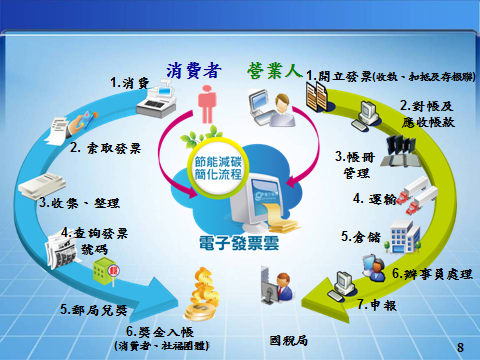 消費者
營業人
1.消費
2. 索取發票
3.收集、整理
4.查詢發票
號碼
5.郵局兌獎
6.獎金入帳
(消費者、社福團體)
節能減碳
簡化流程
電子發票雲
1.開立發票(收執、扣抵及存根聯)
2.對帳及
應收帳款
3.帳冊
管理
4. 運輸
5.倉儲
6.辦事員處理
7.申報
國稅局
8